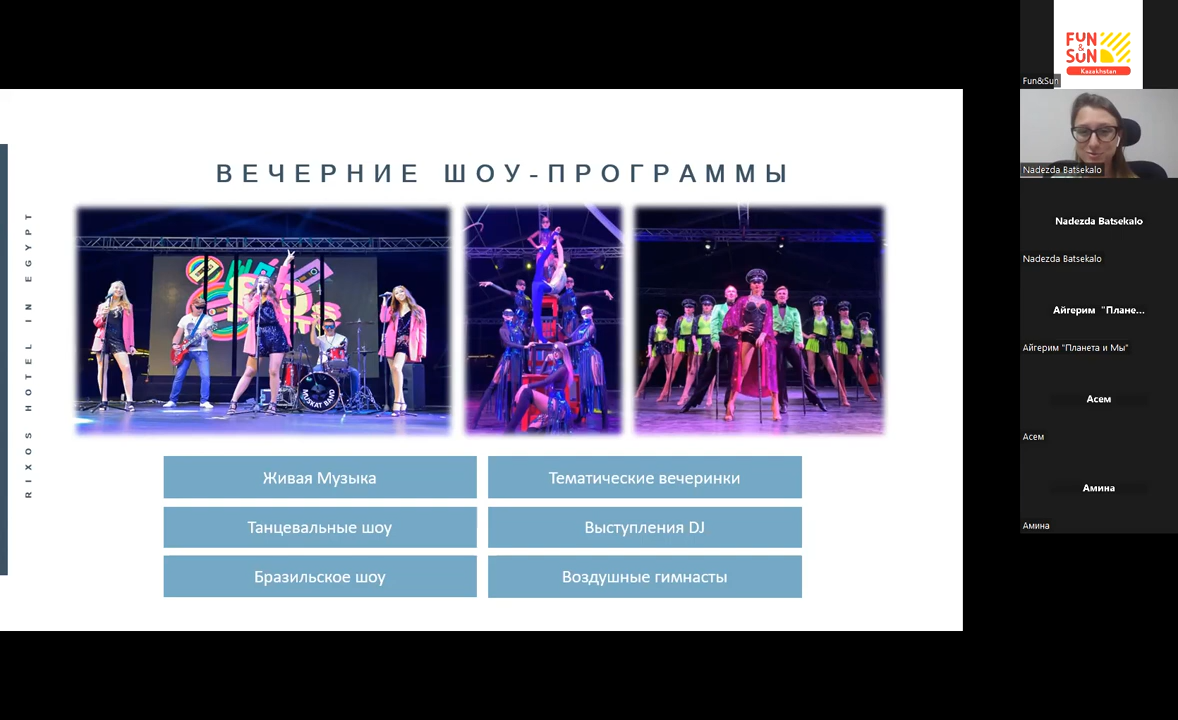 ВЕЧЕРНИЕ ШОУ-ПРОГРАММЫ
RIXOS HOTEL IN EGYPT
MUSKAT BAND
Живая Музыка
Тематические вечеринки
Танцевальные шоу
Выступления DJ
Бразильское шоу
Воздушные гимнасты
FUN
&
SUN
Kazakhstan
Fun&Sun
Nadezda Batsekalo
Nadezda Batsekalo
Nadezda Batsekalo
Айгерим "Плане...
Айгерим "Планета и Мы"
Асем
Асем
Амина
Амина